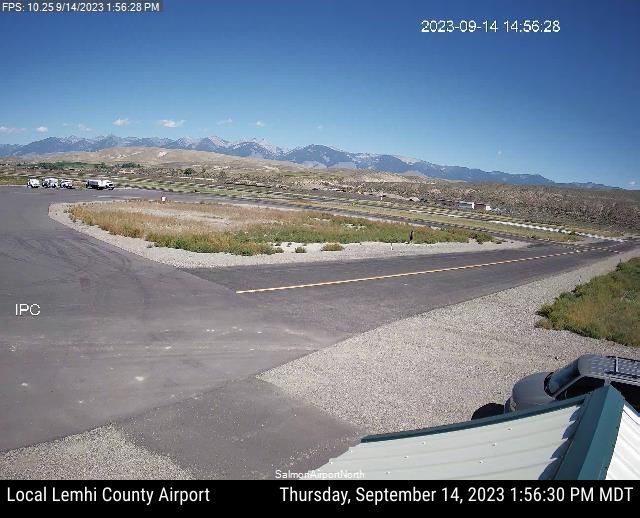 FPS: 10.25 9/14/2023 1:56:28 PM
2023-09-14 14:56:28
IPC
SalmonAirportNorth
Local Lemhi County Airport Thursday, September 14, 2023 1:56:30 PM MDT